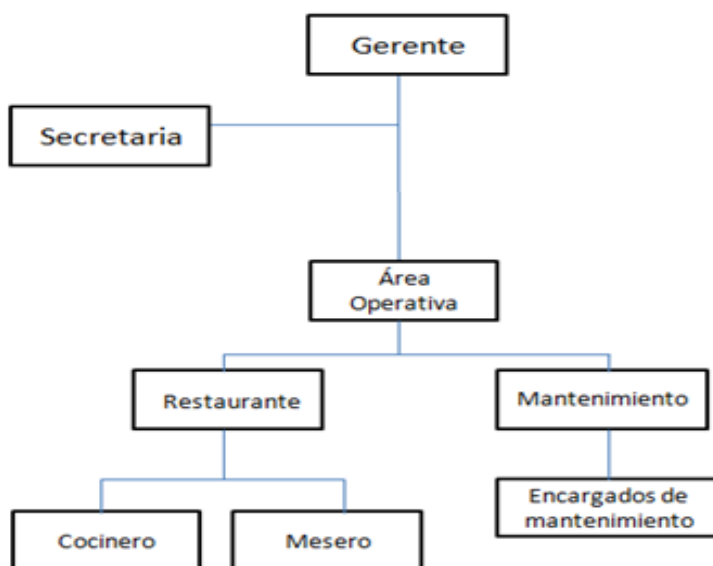 Gerente
Secretaria
Área
Operativa
Restaurante
Mantenimiento
Encargados de
mantenimiento
Cocinero
Mesero